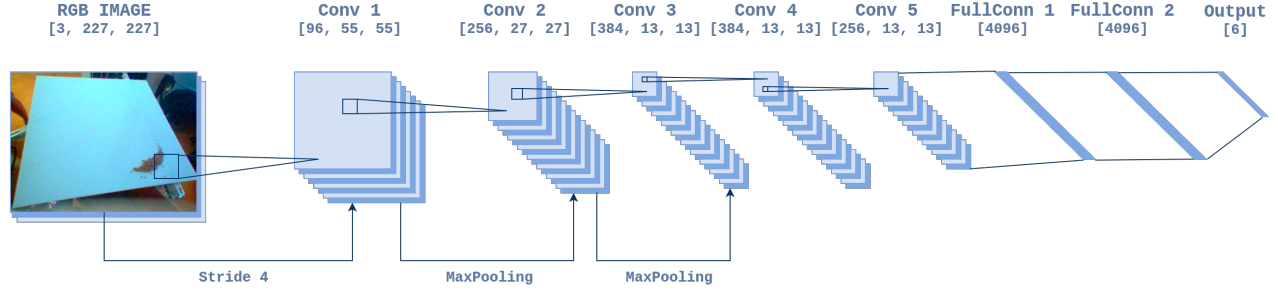 RGB IMAGE
[3, 227, 227]
Conv 1
[96, 55, 55]
Conv 2
[256, 27, 27]
Conv 3
[384, 13, 13]
Conv 4
[384, 13, 13]
Conv 5
[256, 13, 13]
FullConn 1
[4096]
FullConn 2
[4096]
Output
[6]
Stride 4
MaxPooling
MaxPooling